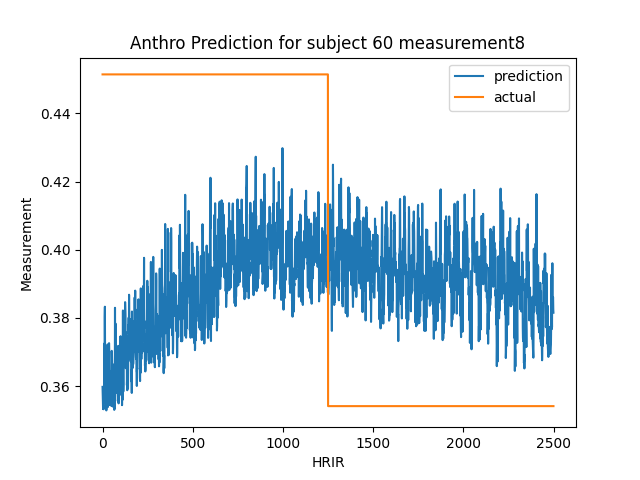 Anthro Prediction for subject 60 measurement8
prediction
actual
Measurement
0.44
0.42
0.40
0.38
0.36
0
500
1000
1500
2000
2500
HRIR